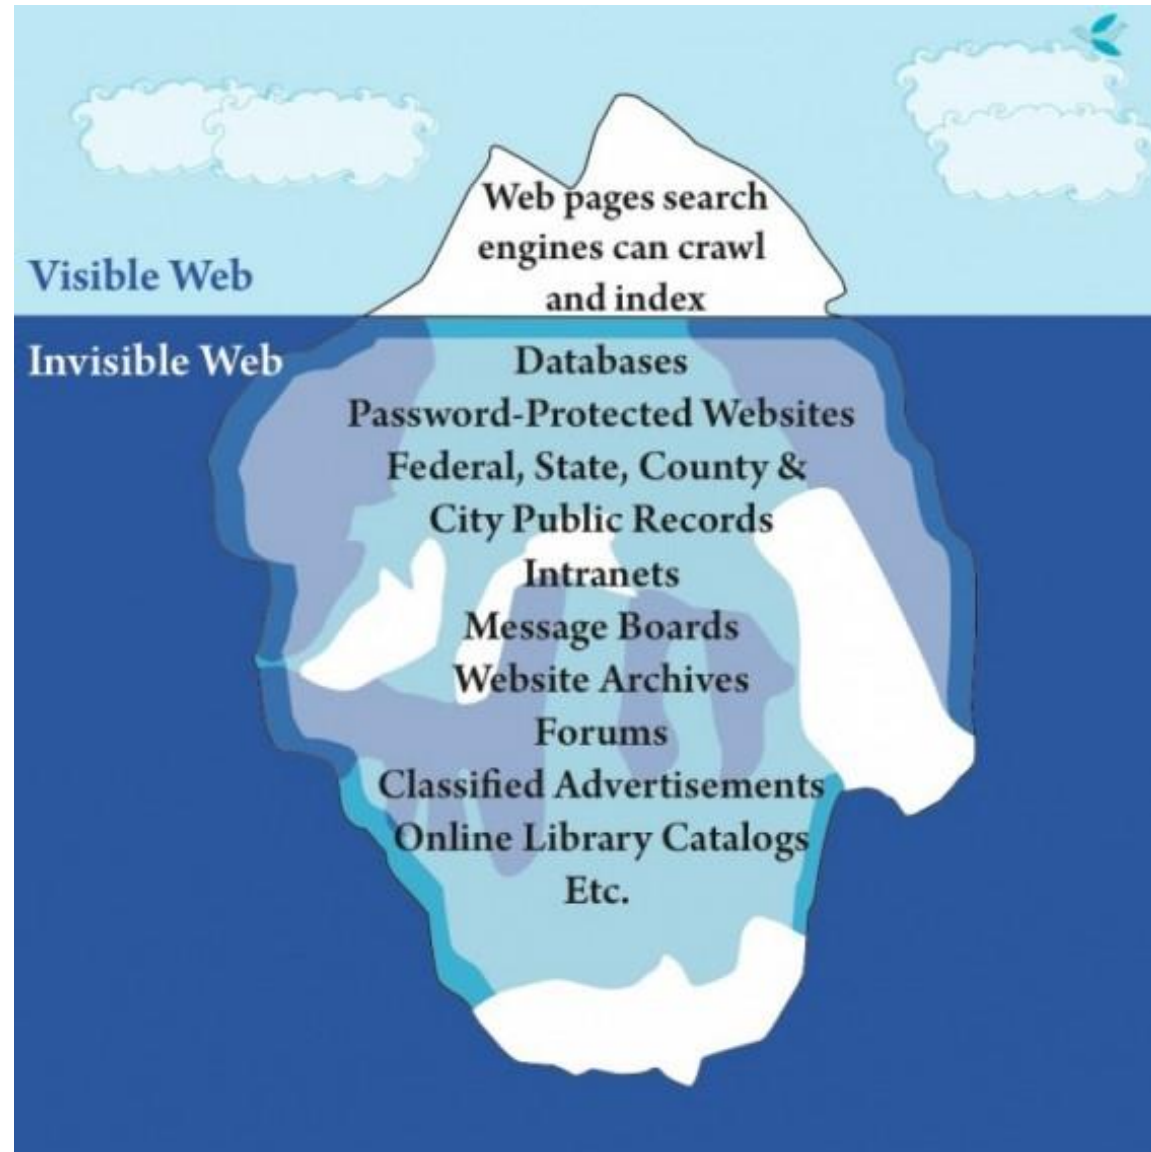 Web pages search
engines can crawl
and index
Visible Web
Invisible Web
Databases
Password-Protected Websites
Federal, State, County &
City Public Records
Intranets
Message Boards
Website Archives
Forums
Classified Advertisements
Online Library Catalogs
Etc.